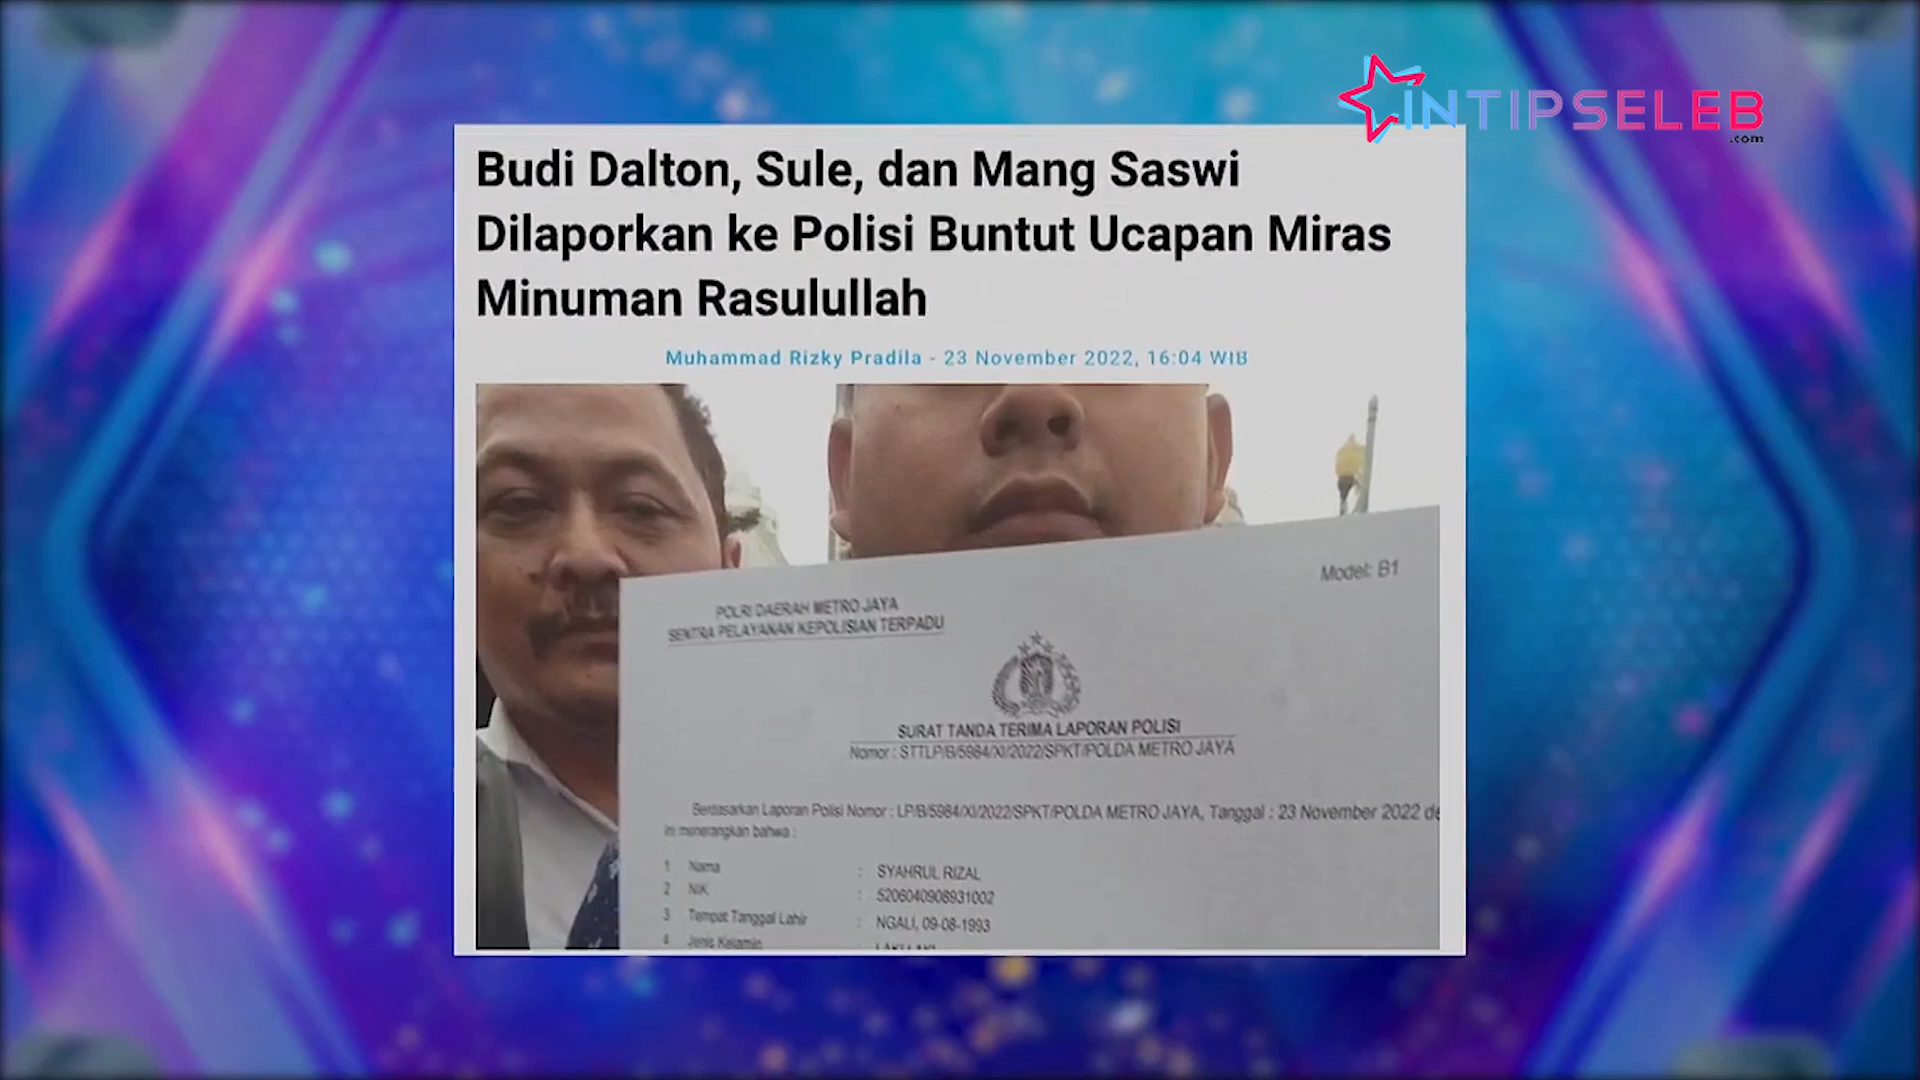 iNTIPSELEB
.com
Budi Dalton, Sule, dan Mang Saswi
Dilaporkan ke Polisi Buntut Ucapan Miras
Minuman Rasulullah
Muhammad Rizky Pradila - 23 November 2022, 16:04 WIB
Model: B1
POLRI DAERAH METRO JAYA
SENTRA PELAYANAN KEPOLISIAN TERPADU
SURAT TANDA TERIMA LAPORAN POLISI
Nomor : STTLP/B/5984/XI/2022/SPKT/POLDA METRO JAYA
Berdasarkan Laporan Polisi Nomor : LP/B/5984/XI/2022/SPKT/POLDA METRO JAYA, Tanggal : 23 November 2022
ini menerangkan bahwa :
1 Nama : SYAHRUL RIZAL
2 NIK : 5206040908931002
3 Tempat Tanggal Lahir : NGALI, 09-08-1993
4 Jenis Kelamin